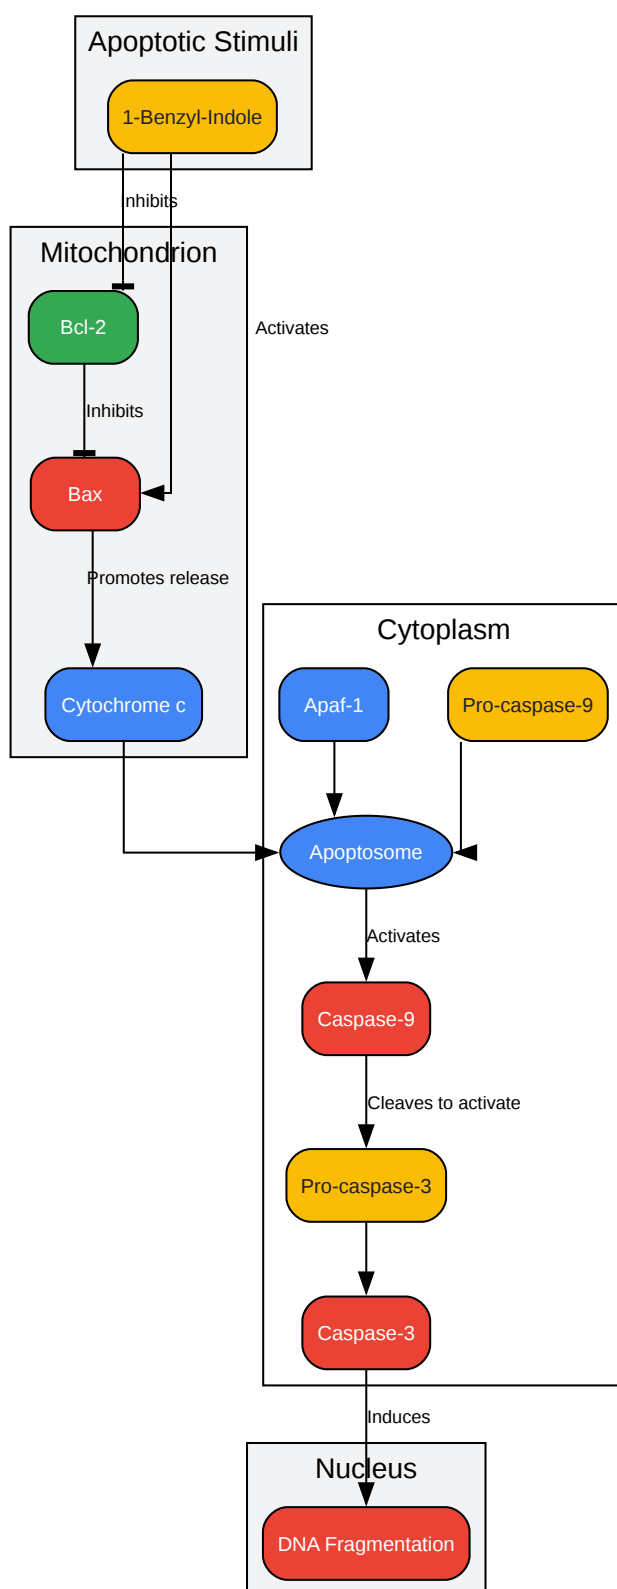 Apoptotic Stimuli
1-Benzyl-Indole
Inhibits
Mitochondrion
Bcl-2
Activates
Inhibits
Bax
Promotes release
Cytoplasm
Cytochrome c
Apaf-1
Pro-caspase-9
Apoptosome
Activates
Caspase-9
Cleaves to activate
Pro-caspase-3
Caspase-3
Induces
Nucleus
DNA Fragmentation